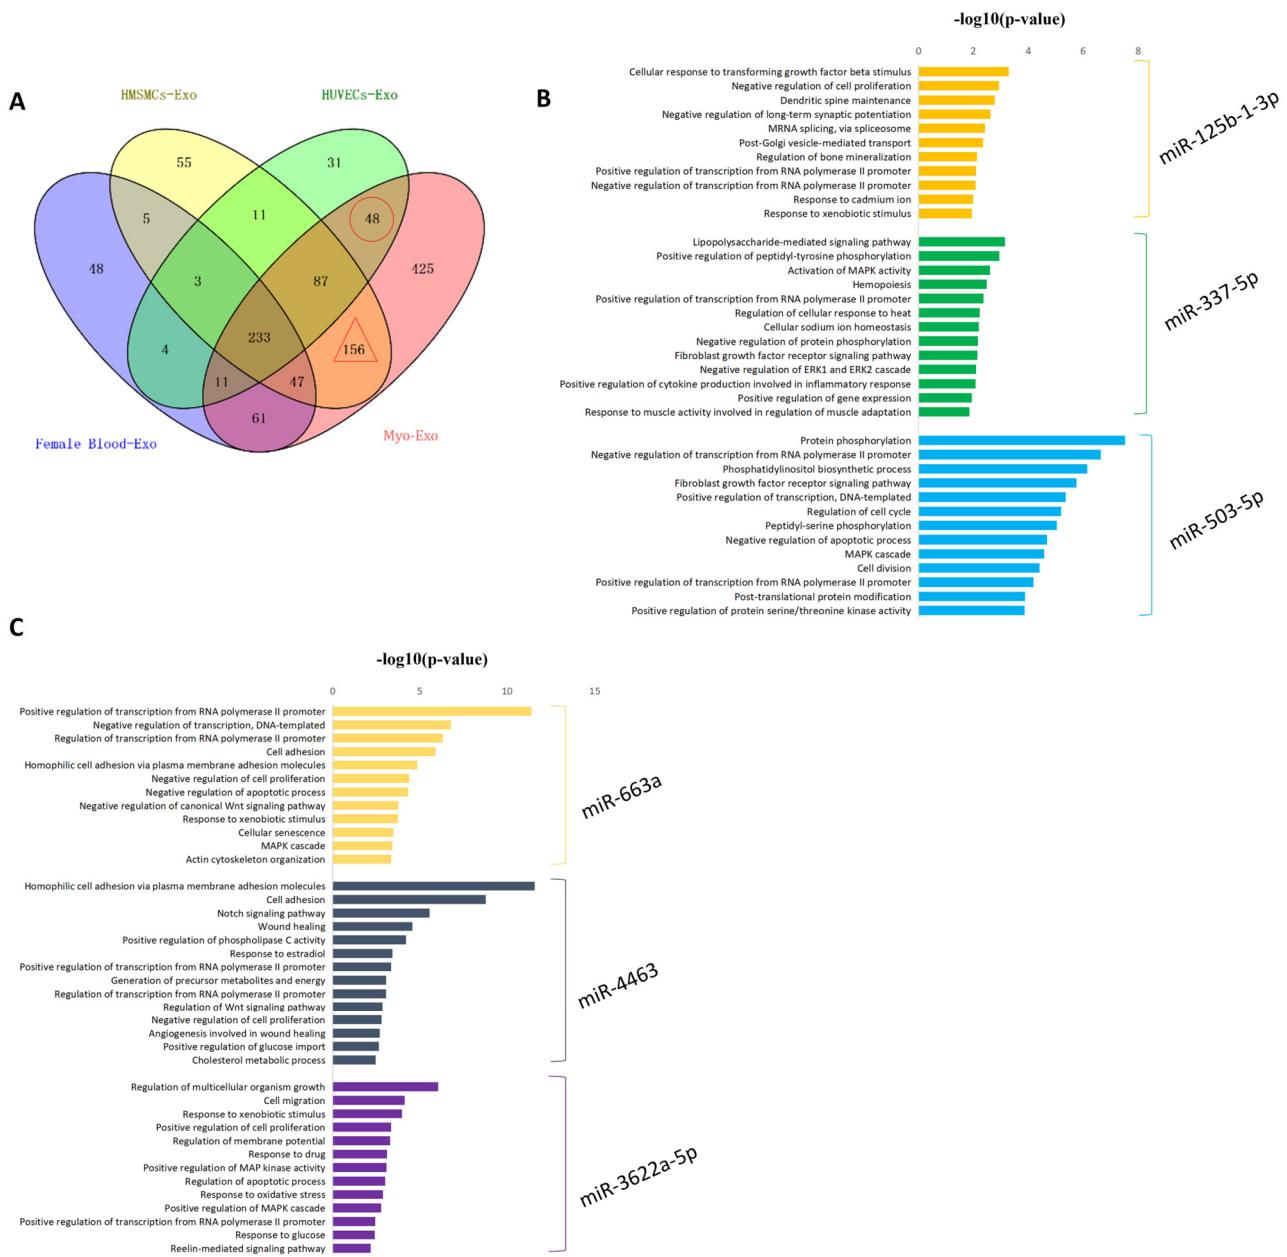 A
HMSMCs-Exo
HUVECs-Exo
55
31
5
11
48
48
425
3
87
233
4
156
11
47
61
Female Blood-Exo
Myo-Exo
B
-log10(p-value)
0 2 4 6 8
Cellular response to transforming growth factor beta stimulus
Negative regulation of cell proliferation
Dendritic spine maintenance
Negative regulation of long-term synaptic potentiation
MRNA splicing, via spliceosome
Post-Golgi vesicle-mediated transport
Regulation of bone mineralization
Positive regulation of transcription from RNA polymerase II promoter
Negative regulation of transcription from RNA polymerase II promoter
Response to cadmium ion
Response to xenobiotic stimulus
miR-125b-1-3p
Lipopolysaccharide-mediated signaling pathway
Positive regulation of peptidyl-tyrosine phosphorylation
Activation of MAPK activity
Hemopoiesis
Positive regulation of transcription from RNA polymerase II promoter
Regulation of cellular response to heat
Cellular sodium ion homeostasis
Negative regulation of protein phosphorylation
Fibroblast growth factor receptor signaling pathway
Negative regulation of ERK1 and ERK2 cascade
Positive regulation of cytokine production involved in inflammatory response
Positive regulation of gene expression
Response to muscle activity involved in regulation of muscle adaptation
miR-337-5p
Protein phosphorylation
Negative regulation of transcription from RNA polymerase II promoter
Phosphatidylinositol biosynthetic process
Fibroblast growth factor receptor signaling pathway
Positive regulation of transcription, DNA-templated
Regulation of cell cycle
Peptidyl-serine phosphorylation
Negative regulation of apoptotic process
MAPK cascade
Cell division
Positive regulation of transcription from RNA polymerase II promoter
Post-translational protein modification
Positive regulation of protein serine/threonine kinase activity
miR-503-5p
C
-log10(p-value)
0 5 10 15
Positive regulation of transcription from RNA polymerase II promoter
Negative regulation of transcription, DNA-templated
Regulation of transcription from RNA polymerase II promoter
Cell adhesion
Homophilic cell adhesion via plasma membrane adhesion molecules
Negative regulation of cell proliferation
Negative regulation of apoptotic process
Negative regulation of canonical Wnt signaling pathway
Response to xenobiotic stimulus
Cellular senescence
MAPK cascade
Actin cytoskeleton organization
miR-663a
Homophilic cell adhesion via plasma membrane adhesion molecules
Cell adhesion
Notch signaling pathway
Wound healing
Positive regulation of phospholipase C activity
Response to estradiol
Positive regulation of transcription from RNA polymerase II promoter
Generation of precursor metabolites and energy
Regulation of transcription from RNA polymerase II promoter
Regulation of Wnt signaling pathway
Negative regulation of cell proliferation
Angiogenesis involved in wound healing
Positive regulation of glucose import
Cholesterol metabolic process
miR-4463
Regulation of multicellular organism growth
Cell migration
Response to xenobiotic stimulus
Positive regulation of cell proliferation
Regulation of membrane potential
Response to drug
Positive regulation of MAP kinase activity
Regulation of apoptotic process
Response to oxidative stress
Positive regulation of MAPK cascade
Positive regulation of transcription from RNA polymerase II promoter
Response to glucose
Reelin-mediated signaling pathway
miR-3622a-5p